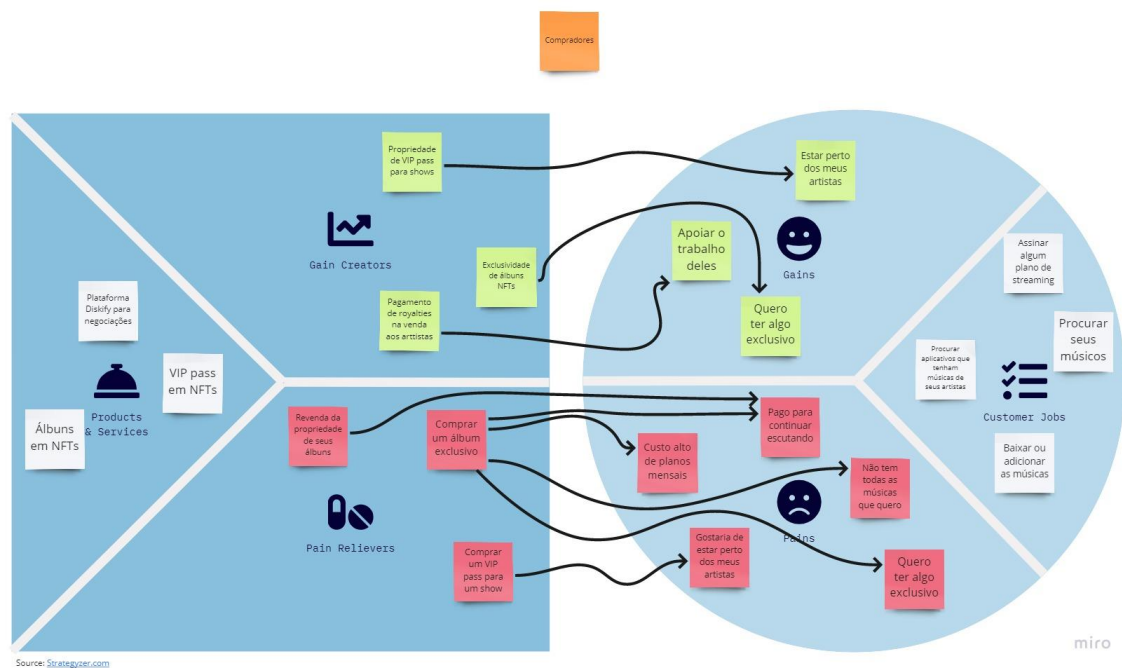 Compradores
Propriedade
de VIP pass
para shows
Gain Creators
Exclusividade
de álbuns
NFTs
Pagamento
de royalties
na venda
aos arttistas
Plataforma
Diskify para
negociações
VIP pass
em NFTs
Products
& Services
Álbuns
em NFTs
Revenda da
propriedade
de seus
álbuns
Comprar
um álbum
exclusivo
Pain Relievers
Comprar
um VIP
pass para
um show
Estar perto
dos meus
artistas
Apoiar o
trabalho
deles
Gains
Quero
ter algo
exclusivo
Pago para
continuar
escutando
Custo alto
de planos
mensais
Não tem
todas as
músicas
que quero
Pains
Gostaria de
estar perto
dos meus
artistas
Quero
ter algo
exclusivo
Assinar
algum
plano de
streaming
Procurar
seus
músicos
Procurar
aplicativos que
tenham
músicas de
seus artistas
Customer Jobs
Baixar ou
adicionar
as músicas
miro
Source: Strategyzer.com